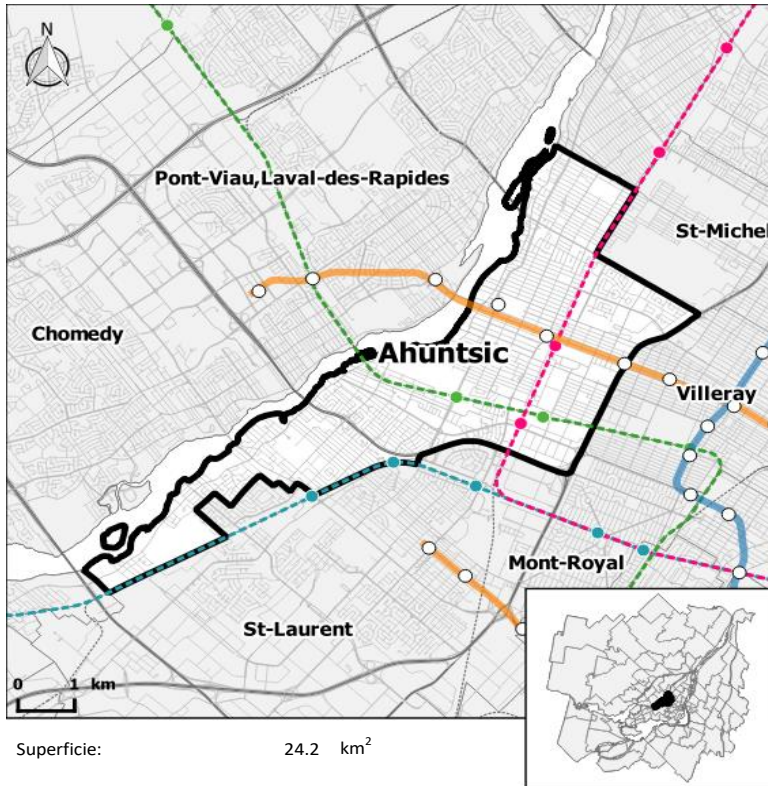 N
Pont-Viau,Laval-des-Rapides
St-Michel
Chomedy
Ahuntsic
Villeray
Mont-Royal
St-Laurent
0 1 km
Superficie: 24.2 km²